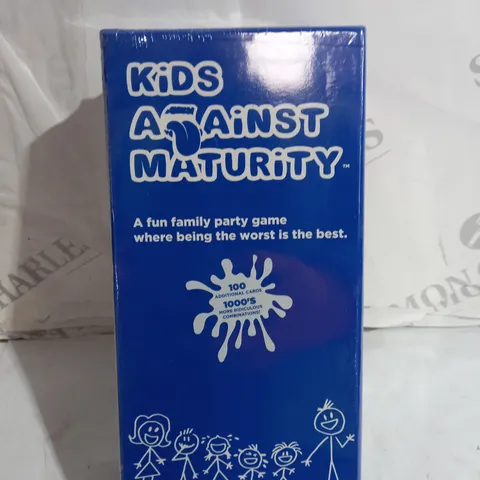 KiDS
AGAiNST
MATURiTY™
A fun family party game
where being the worst is the best.
100
ADDITIONAL CARDS
1000'S
MORE RIDICULOUS
COMBINATIONS!